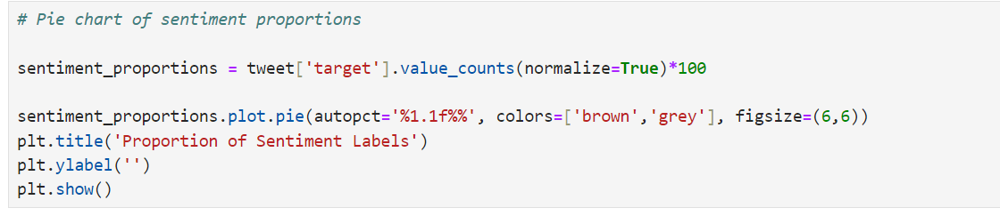 # Pie chart of sentiment proportions
sentiment_proportions = tweet['target'].value_counts(normalize=True)*100
sentiment_proportions.plot.pie(autopct='%1.1f%%', colors=['brown','grey'], figsize=(6,6))
plt.title('Proportion of Sentiment Labels')
plt.ylabel('')
plt.show()